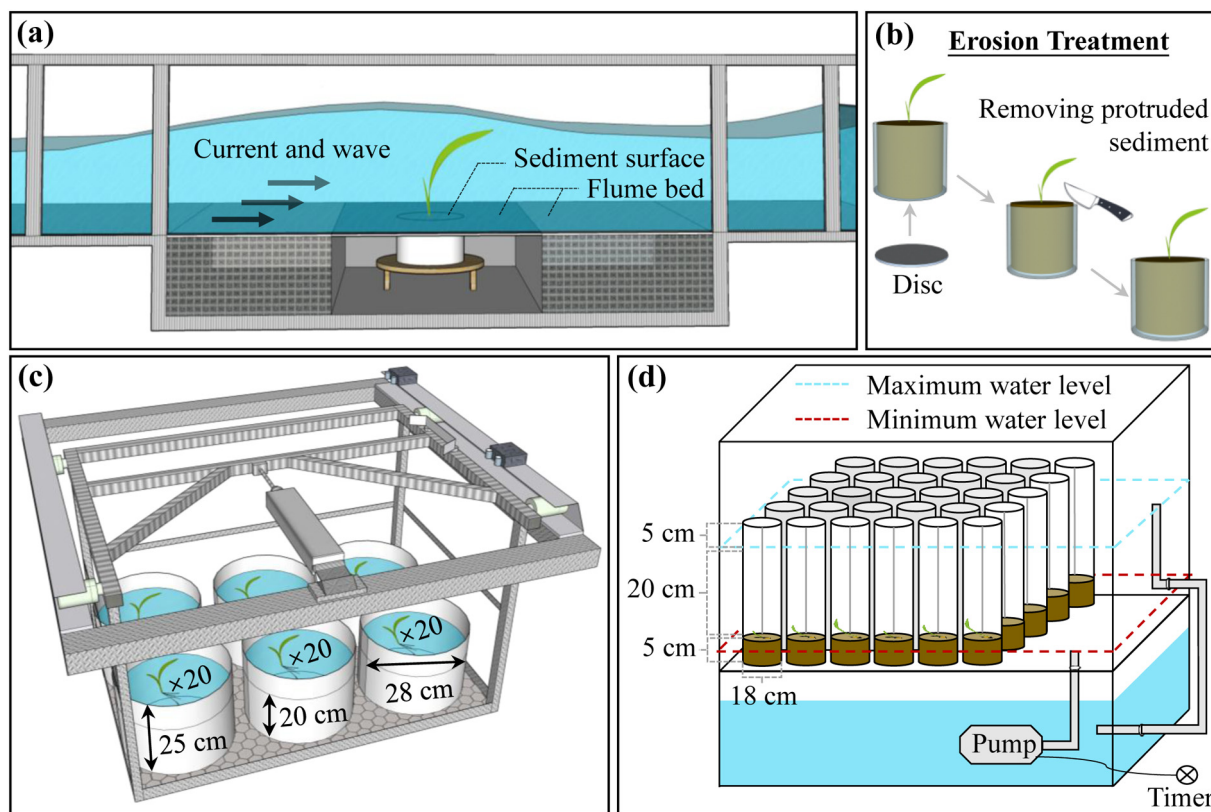 (a)
Current and wave
Sediment surface
Flume bed
(b)
Erosion Treatment
Removing protruded
sediment
Disc
(c)
×20
×20
×20
28 cm
20 cm
25 cm
(d)
Maximum water level
Minimum water level
5 cm
20 cm
5 cm
18 cm
Pump
Timer